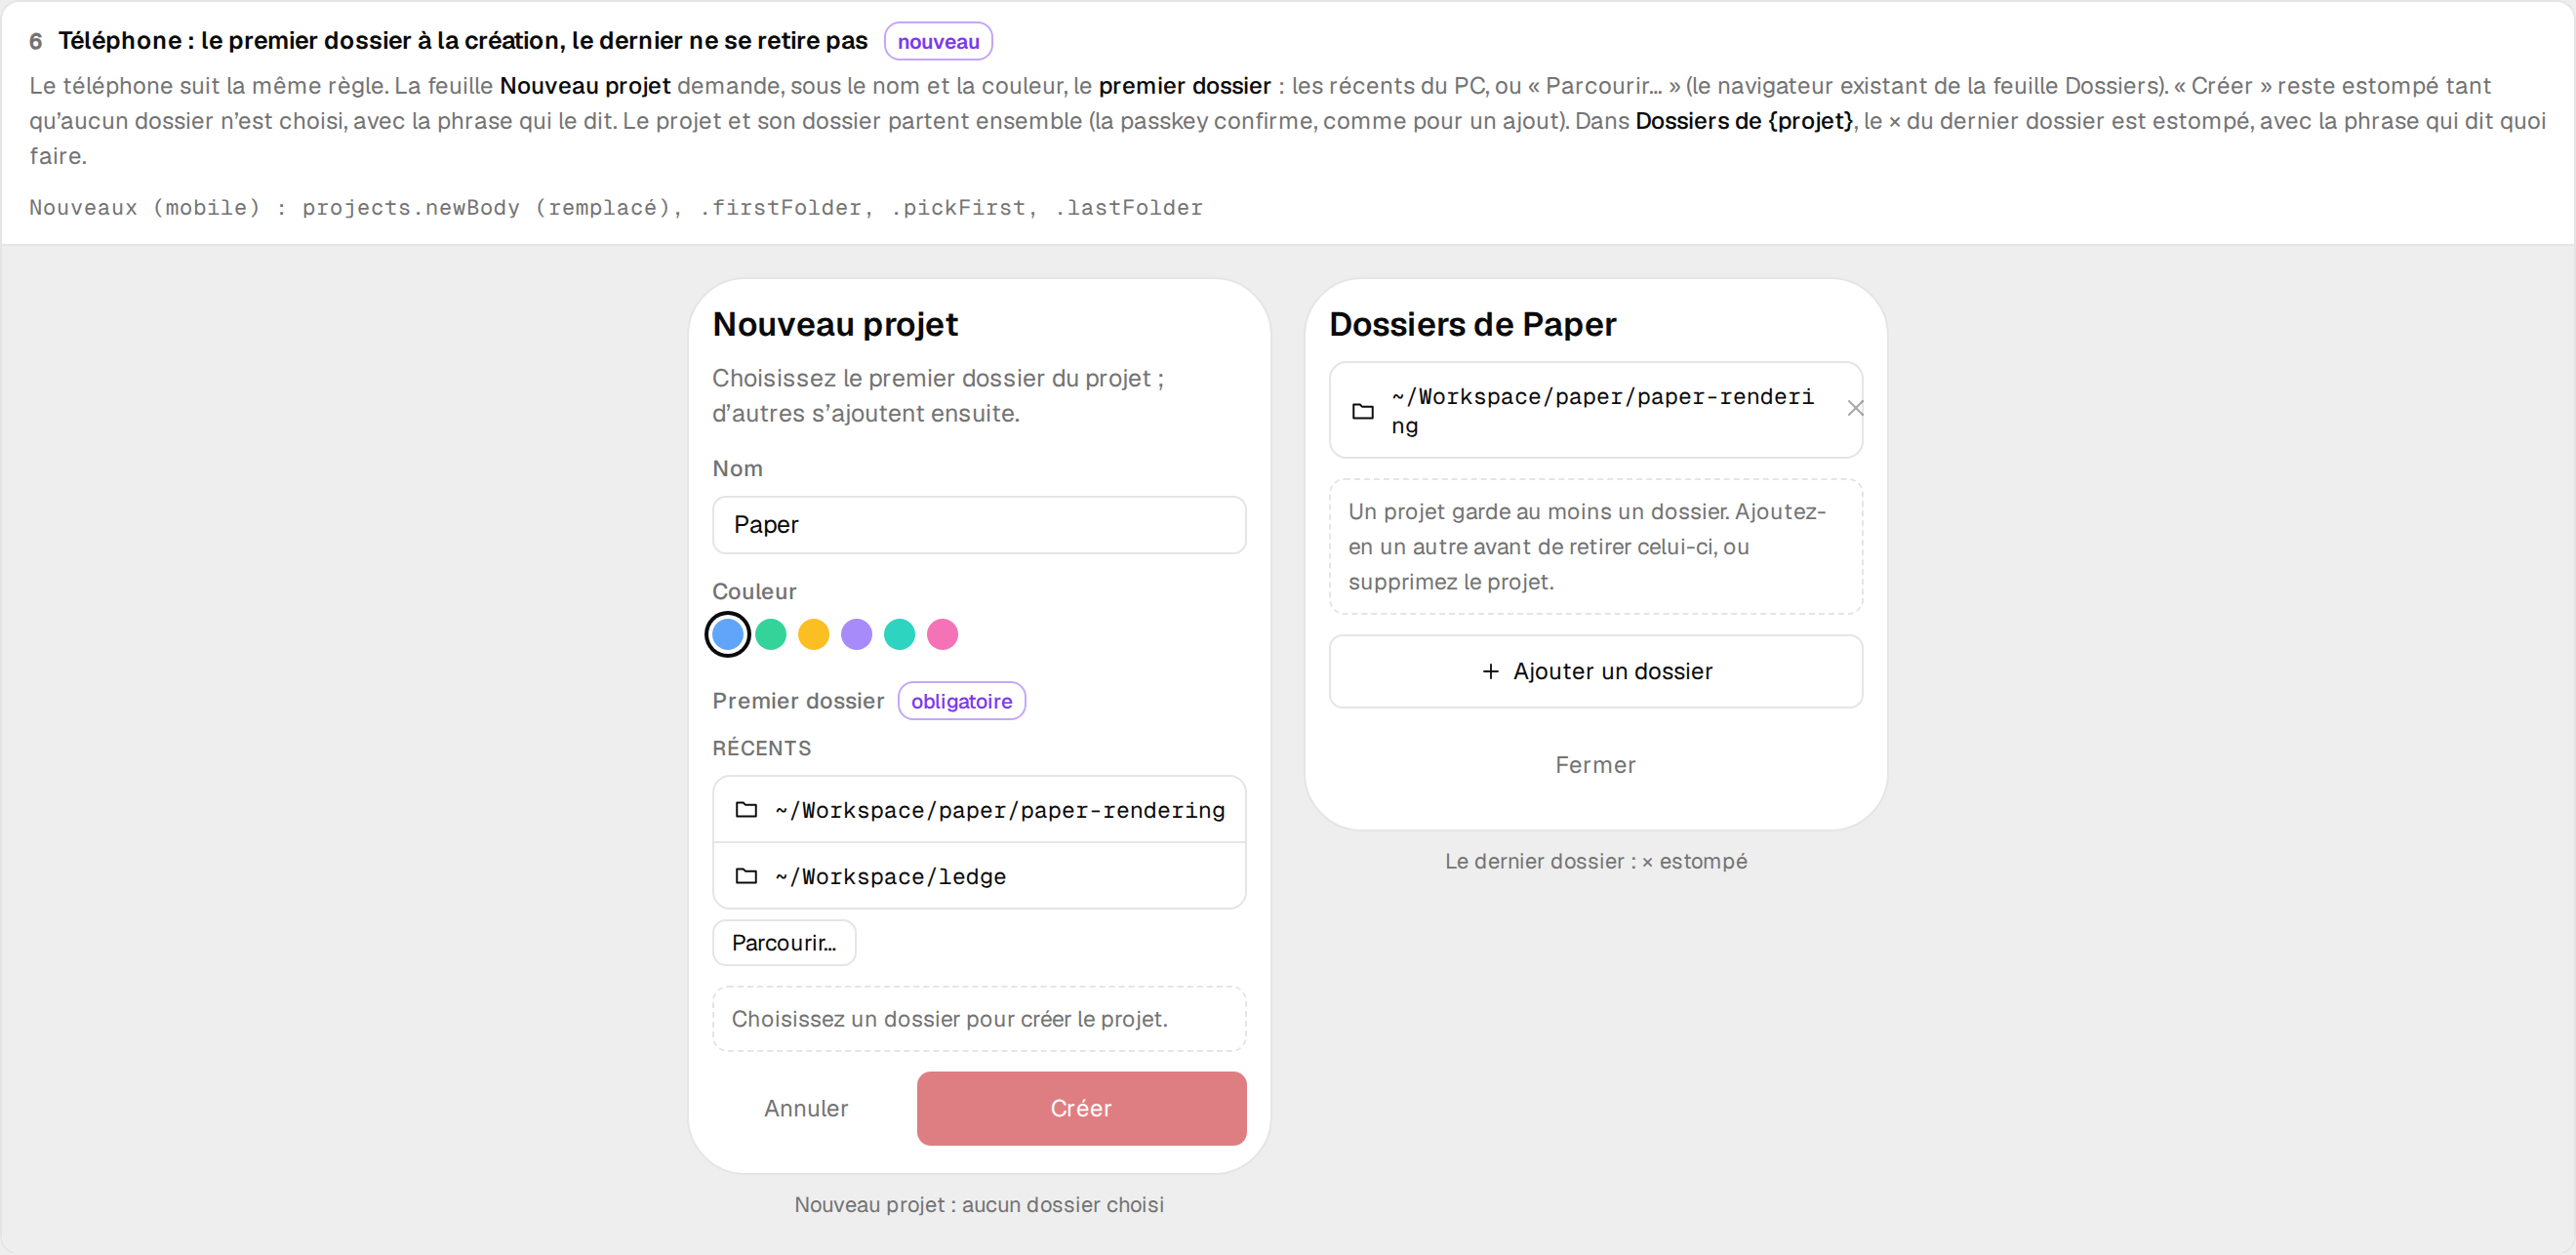 6 Téléphone : le premier dossier à la création, le dernier ne se retire pas nouveau
Le téléphone suit la même règle. La feuille Nouveau projet demande, sous le nom et la couleur, le premier dossier : les récents du PC, ou « Parcourir... » (le navigateur existant de la feuille Dossiers). « Créer » reste estompé tant
qu’aucun dossier n’est choisi, avec la phrase qui le dit. Le projet et son dossier partent ensemble (la passkey confirme, comme pour un ajout). Dans Dossiers de {projet}, le × du dernier dossier est estompé, avec la phrase qui dit quoi
faire.
Nouveaux (mobile) : projects.newBody (remplacé), .firstFolder, .pickFirst, .lastFolder
Nouveau projet
Choisissez le premier dossier du projet ;
d’autres s’ajoutent ensuite.
Nom
Paper
Couleur
Premier dossier obligatoire
RÉCENTS
~/Workspace/paper/paper-rendering
~/Workspace/ledge
Parcourir...
Choisissez un dossier pour créer le projet.
Annuler Créer
Nouveau projet : aucun dossier choisi
Dossiers de Paper
~/Workspace/paper/paper-renderi
ng
Un projet garde au moins un dossier. Ajoutez-
en un autre avant de retirer celui-ci, ou
supprimez le projet.
+ Ajouter un dossier
Fermer
Le dernier dossier : × estompé